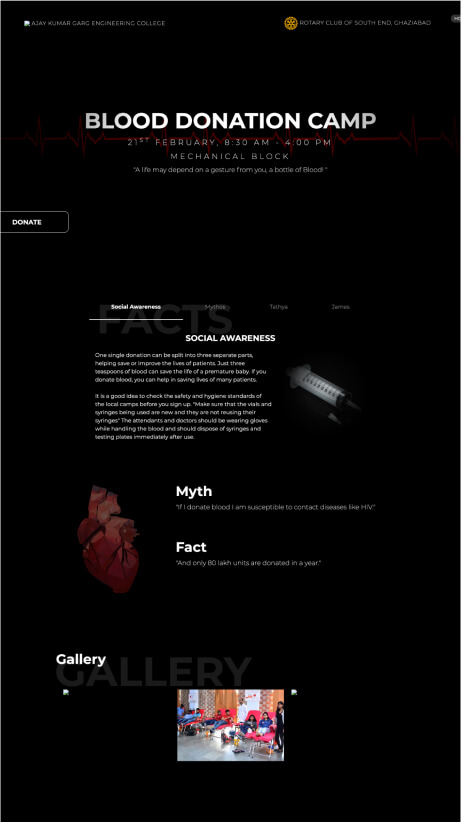 AJAY KUMAR GARG ENGINEERING COLLEGE
ROTARY CLUB OF SOUTH END, GHAZIABAD
HO
BLOOD DONATION CAMP
21ST FEBRUARY, 8:30 AM - 4:00 PM
MECHANICAL BLOCK
"A life may depend on a gesture from you, a bottle of Blood! "
DONATE
FACTS
Social Awareness Mythos Tathya James
SOCIAL AWARENESS
One single donation can be split into three seperate parts,
helping save or improve the lives of patients. Just three
teaspoons of blood can save the life of a premature baby. If you
donate blood, you can help in saving lives of many patients.
It is a good idea to check the safety and hygiene standards of
the local camps before you sign up. "Make sure that the vials and
syringes being used are new and they are not reusing their
syringes" The attendants and doctors should be wearing gloves
while handling the blood and should dispose of syringes and
testing plates immediately after use.
Myth
"If I donate blood I am susceptible to contact diseases like HIV."
Fact
"And only 80 lakh units are donated in a year."
Gallery
GALLERY